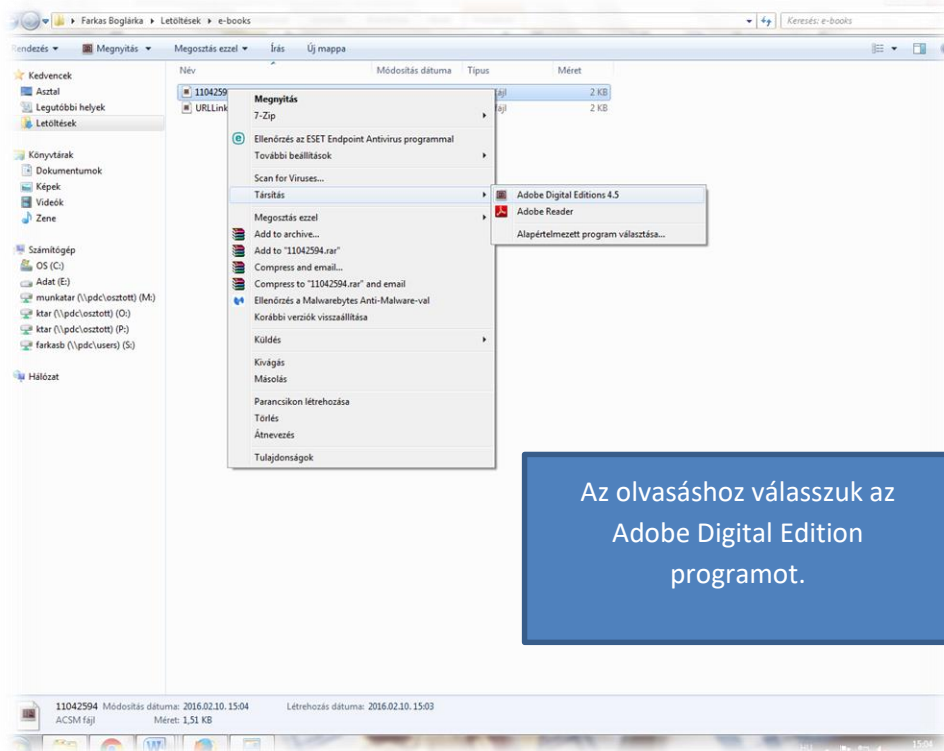 Farkas Boglárka ▸ Letöltések ▸ e-books
Keresés: e-books
Rendezés
Megnyitás
Megosztás ezzel
Írás
Új mappa
Név
Módosítás dátuma
Típus
Méret
Kedvencek
Asztal
Legutóbbi helyek
Letöltések
Könyvtárak
Dokumentumok
Képek
Videók
Zene
Számítógép
OS (C:)
Adat (E:)
munkatar (\\pdc\osztott) (M:)
ktar (\\pdc\osztott) (O:)
ktar (\\pdc\osztott) (P:)
farkasb (\\pdc\users) (S:)
Hálózat
1104259
fájl
2 KB
URLLink
fájl
2 KB
Megnyitás
7-Zip
Ellenőrzés az ESET Endpoint Antivirus programmal
További beállítások
Scan for Viruses...
Társítás
Megosztás ezzel
Add to archive...
Add to "11042594.rar"
Compress and email...
Compress to "11042594.rar" and email
Ellenőrzés a Malwarebytes Anti-Malware-val
Korábbi verziók visszaállítása
Küldés
Kivágás
Másolás
Parancsikon létrehozása
Törlés
Átnevezés
Tulajdonságok
Adobe Digital Editions 4.5
Adobe Reader
Alapértelmezett program választása...
Az olvasáshoz válasszuk az
Adobe Digital Edition
programot.
11042594 Módosítás dátuma: 2016.02.10. 15:04 Létrehozás dátuma: 2016.02.10. 15:03
ACSM fájl Méret: 1,51 KB
15:04